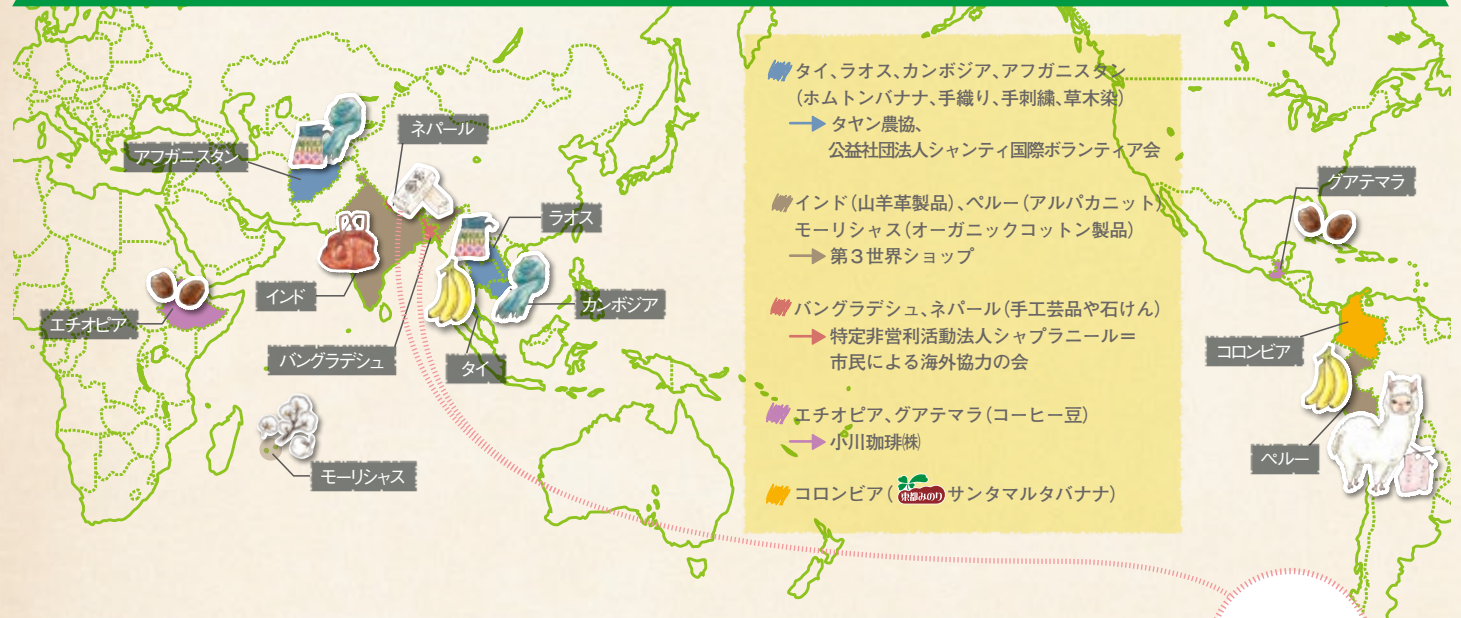 アフガニスタン
ネパール
ラオス
インド
カンボジア
エチオピア
バングラデシュ
タイ
モーリシャス
タイ、ラオス、カンボジア、アフガニスタン
（ホムトンバナナ、手織り、手刺繍、草木染）
タヤン農協、
公益社団法人シャンティ国際ボランティア会
インド（山羊革製品）、ペルー（アルパカニット）
モーリシャス（オーガニックコットン製品）
第３世界ショップ
バングラデシュ、ネパール（手工芸品や石けん）
特定非営利活動法人シャプラニール＝
市民による海外協力の会
エチオピア、グアテマラ（コーヒー豆）
小川珈琲㈱
コロンビア（東都みのり サンタマルタバナナ）
グアテマラ
コロンビア
ペルー